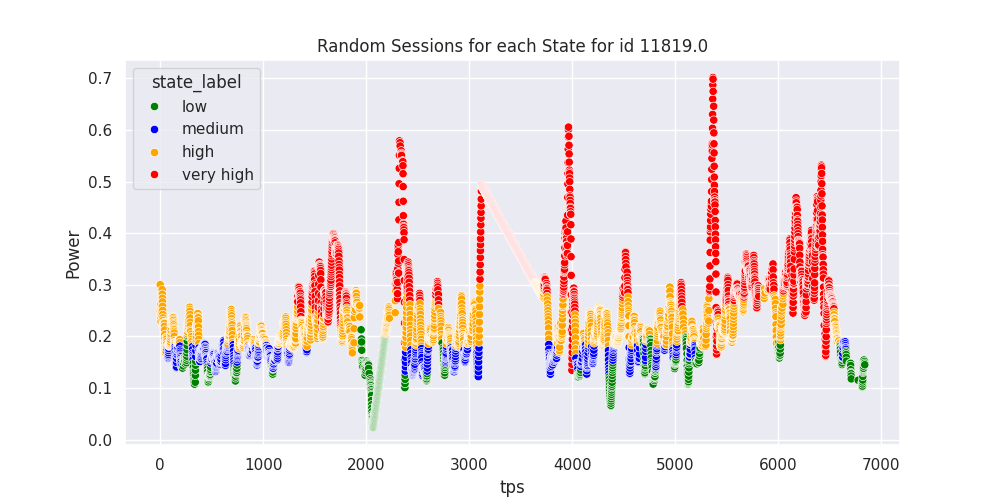 Random Sessions for each State for id 11819.0
state_label
low
medium
high
very high
Power
0.7
0.6
0.5
0.4
0.3
0.2
0.1
0.0
0 1000 2000 3000 4000 5000 6000 7000
tps